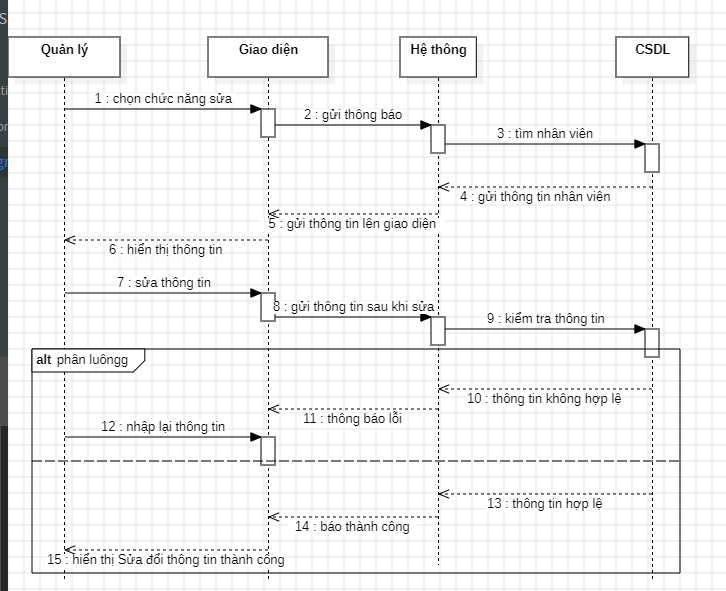 Quản lý
Giao diện
Hệ thông
CSDL
1 : chọn chức năng sửa
2 : gửi thông báo
3 : tìm nhân viên
4 : gửi thông tin nhân viên
5 : gửi thông tin lên giao diện
6 : hiển thị thông tin
7 : sửa thông tin
8 : gửi thông tin sau khi sửa
9 : kiểm tra thông tin
alt phân luôngg
10 : thông tin không hợp lệ
11 : thông báo lỗi
12 : nhập lại thông tin
13 : thông tin hợp lệ
14 : báo thành công
15 : hiển thị Sửa đổi thông tin thành công